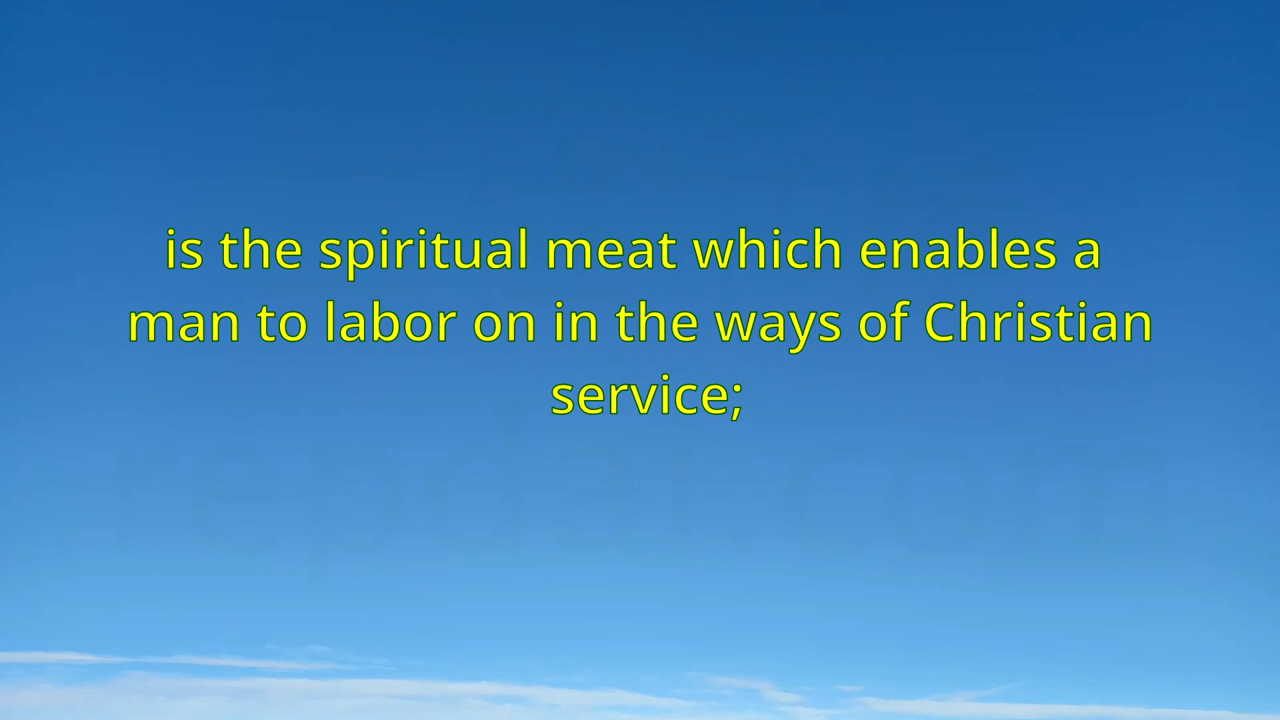 is the spiritual meat which enables a
man to labor on in the ways of Christian
service;